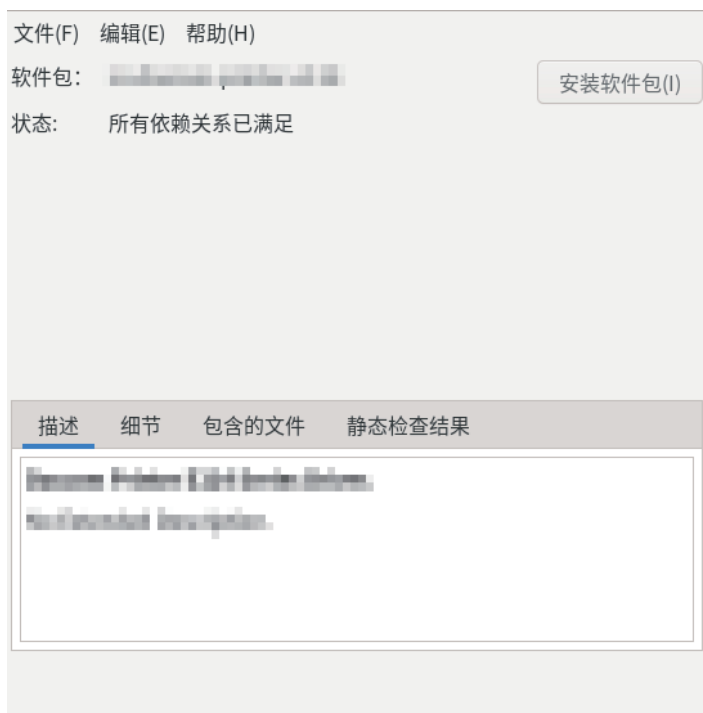 文件(F) 编辑(E) 帮助(H)
软件包：
安装软件包(I)
状态: 所有依赖关系已满足
描述 细节 包含的文件 静态检查结果